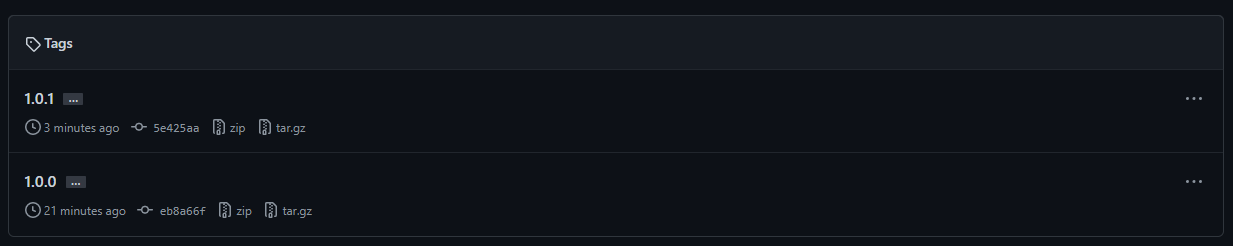 Tags
1.0.1 ...
3 minutes ago 5e425aa zip tar.gz
1.0.0 ...
21 minutes ago eb8a66f zip tar.gz